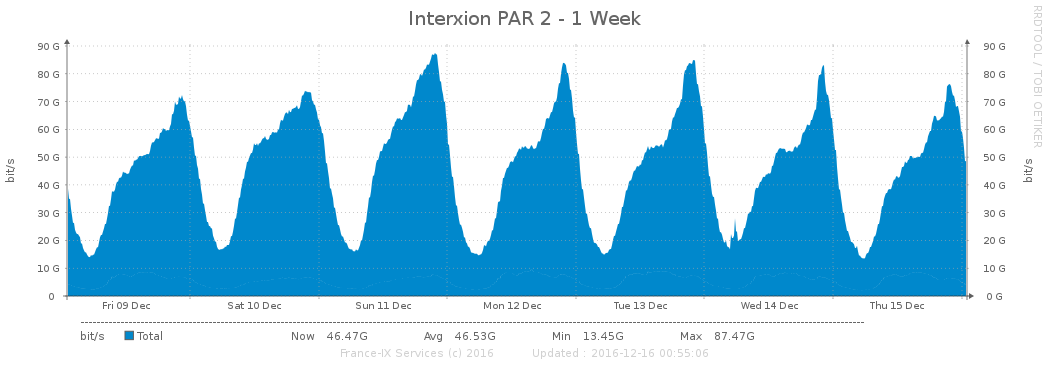 Interxion PAR 2 - 1 Week
RRDTOOL / TOBI OETIKER
90 G 90 G
80 G 80 G
70 G 70 G
60 G 60 G
50 G 50 G
40 G 40 G
30 G 30 G
20 G 20 G
10 G 10 G
0 0 G
bit/s bit/s
Fri 09 Dec Sat 10 Dec Sun 11 Dec Mon 12 Dec Tue 13 Dec Wed 14 Dec Thu 15 Dec
bit/s Total Now 46.47G Avg 46.53G Min 13.45G Max 87.47G
France-IX Services (c) 2016 Updated : 2016-12-16 00:55:06